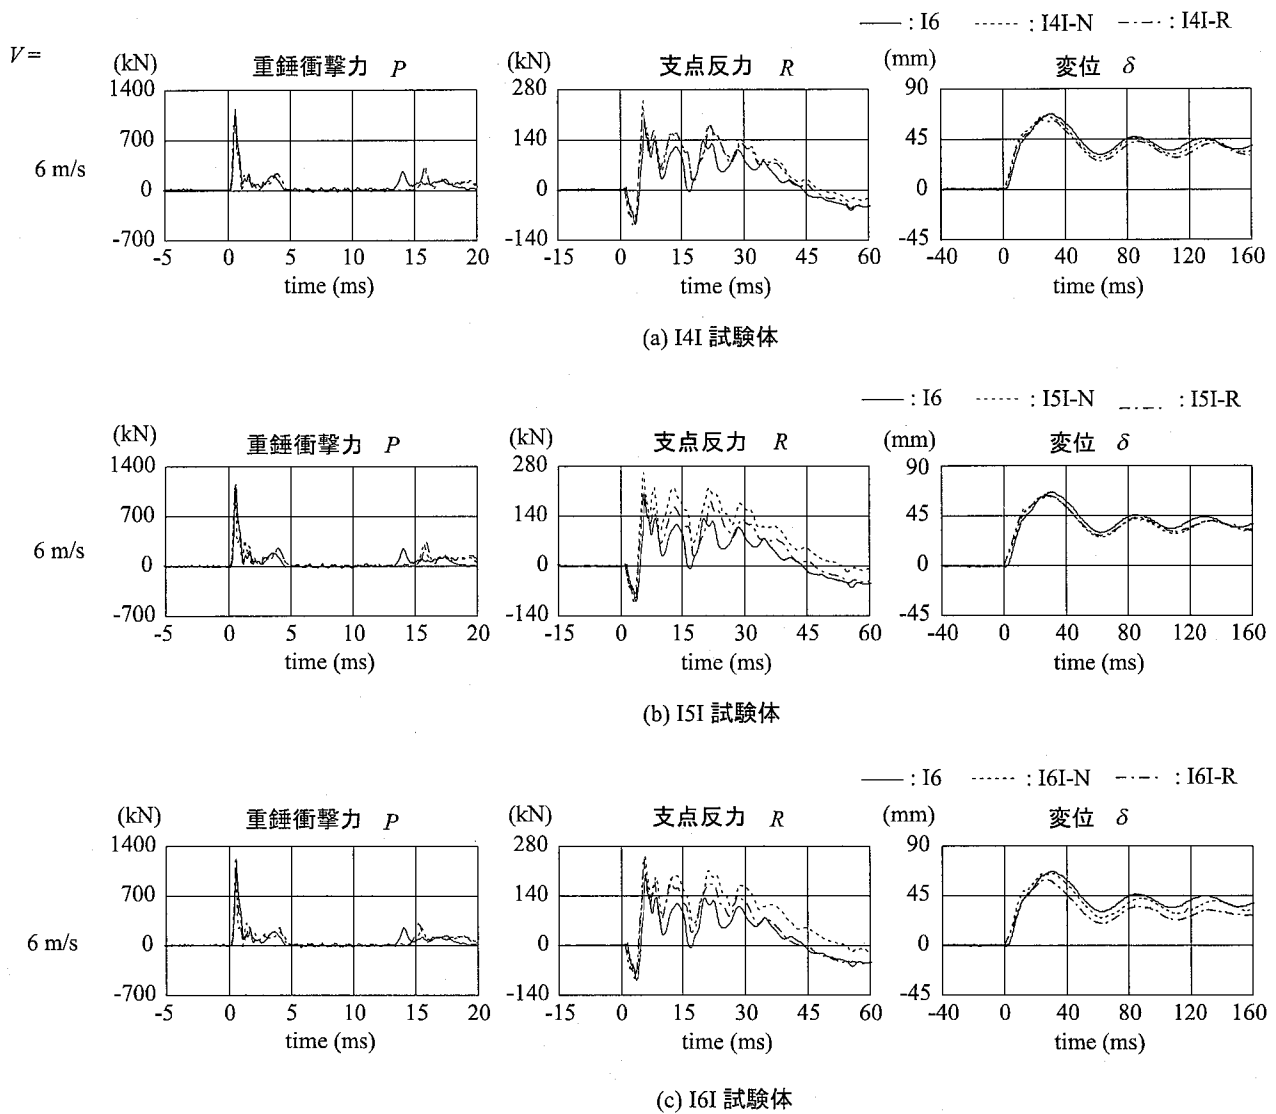 : I6 : I4I-N : I4I-R
V =
(kN) 重錘衝撃力 P (kN) 支点反力 R (mm) 変位 δ
1400 280 90
700 140 45
6 m/s 0 0 0
-700 -140 -45
-5 0 5 10 15 20 -15 0 15 30 45 60 -40 0 40 80 120 160
time (ms) time (ms) time (ms)
(a) I4I 試験体
: I6 : I5I-N : I5I-R
(kN) 重錘衝撃力 P (kN) 支点反力 R (mm) 変位 δ
1400 280 90
700 140 45
6 m/s 0 0 0
-700 -140 -45
-5 0 5 10 15 20 -15 0 15 30 45 60 -40 0 40 80 120 160
time (ms) time (ms) time (ms)
(b) I5I 試験体
: I6 : I6I-N : I6I-R
(kN) 重錘衝撃力 P (kN) 支点反力 R (mm) 変位 δ
1400 280 90
700 140 45
6 m/s 0 0 0
-700 -140 -45
-5 0 5 10 15 20 -15 0 15 30 45 60 -40 0 40 80 120 160
time (ms) time (ms) time (ms)
(c) I6I 試験体